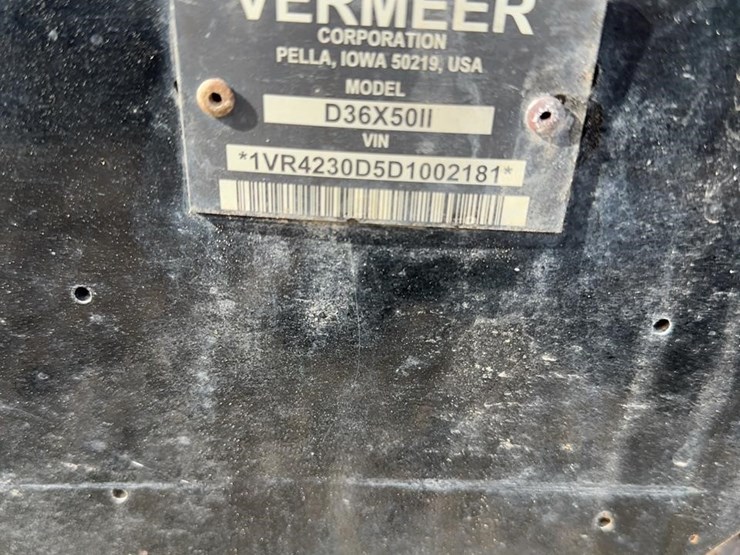 VERMEER
CORPORATION
PELLA, IOWA 50219, USA
MODEL
D36X50II
VIN
*1VR4230D5D1002181*